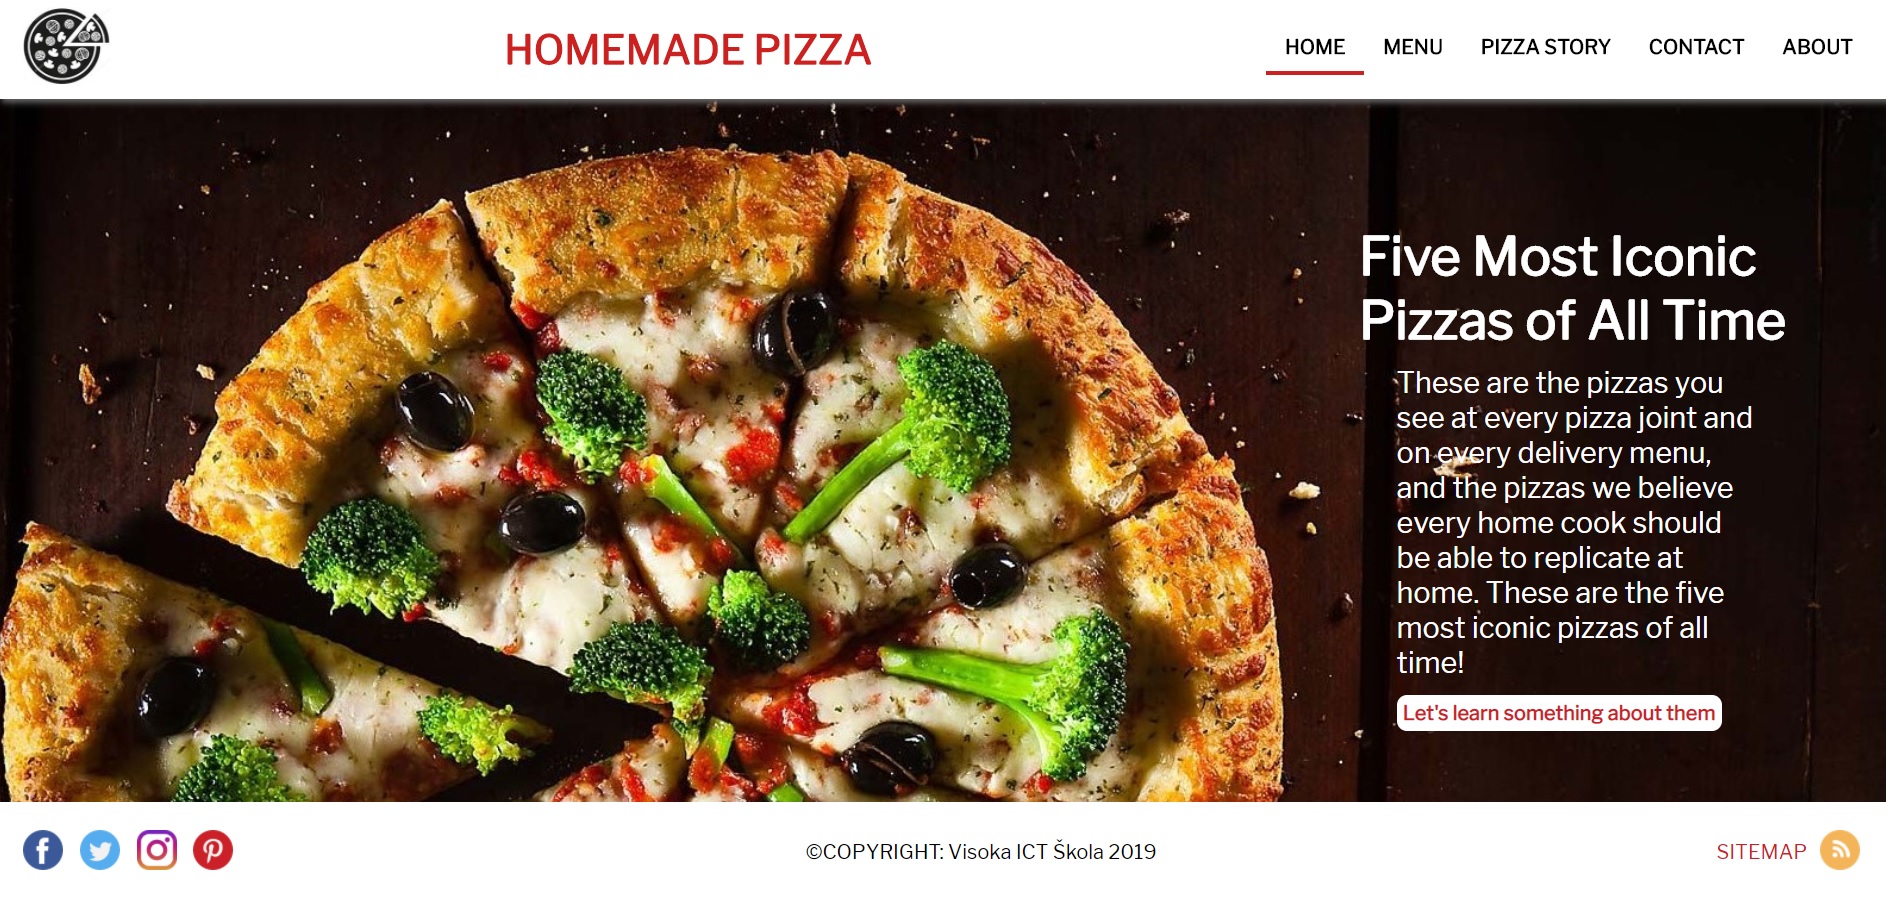 HOMEMADE PIZZA
HOME MENU PIZZA STORY CONTACT ABOUT
Five Most Iconic
Pizzas of All Time
These are the pizzas you
see at every pizza joint and
on every delivery menu,
and the pizzas we believe
every home cook should
be able to replicate at
home. These are the five
most iconic pizzas of all
time!
Let's learn something about them
©COPYRIGHT: Visoka ICT Škola 2019
SITEMAP